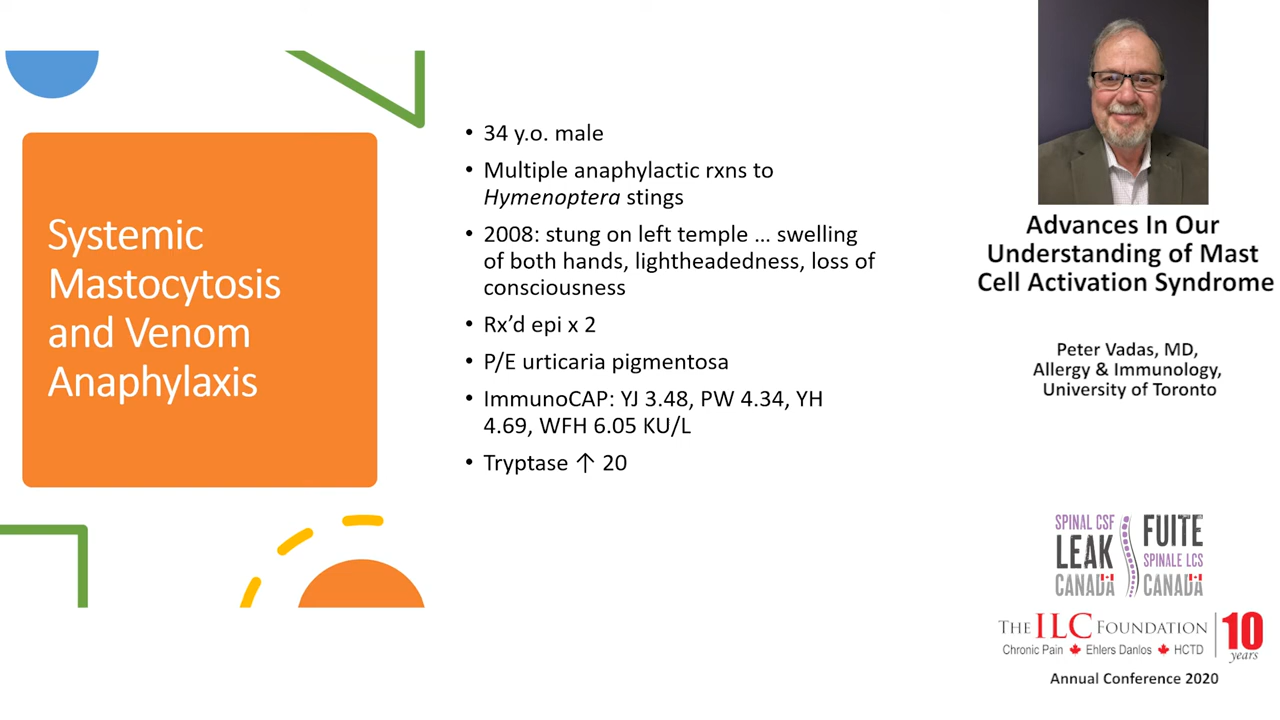 Systemic
Mastocytosis
and Venom
Anaphylaxis
• 34 y.o. male
• Multiple anaphylactic rxns to
Hymenoptera stings
• 2008: stung on left temple ... swelling
of both hands, lightheadedness, loss of
consciousness
• Rx’d epi x 2
• P/E urticaria pigmentosa
• ImmunoCAP: YJ 3.48, PW 4.34, YH
4.69, WFH 6.05 KU/L
• Tryptase ↑ 20
Advances In Our
Understanding of Mast
Cell Activation Syndrome
Peter Vadas, MD,
Allergy & Immunology,
University of Toronto
SPINAL CSF
LEAK
CANADA
FUITE
SPINALE LCS
CANADA
THE ILC FOUNDATION
Chronic Pain Ehlers Danlos HCTD
10
years
Annual Conference 2020